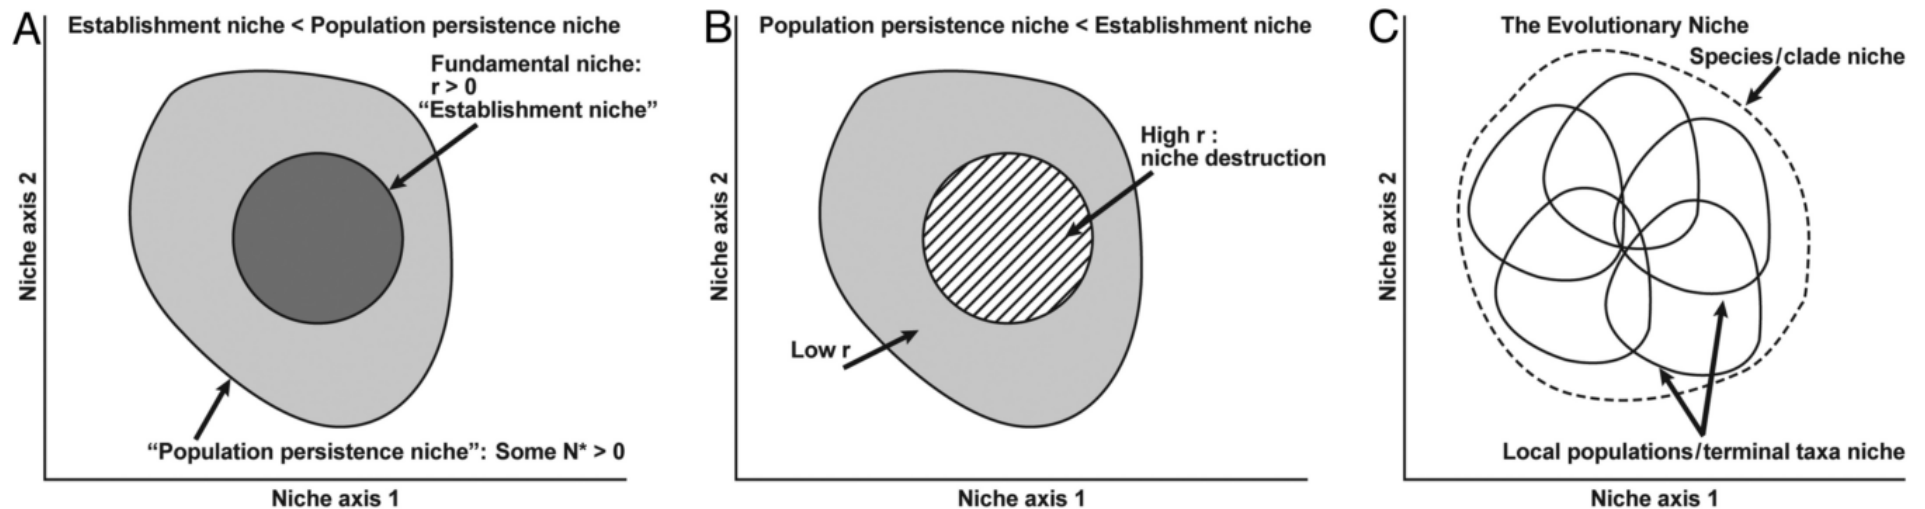 A
Establishment niche < Population persistence niche
Fundamental niche:
r > 0
“Establishment niche”
“Population persistence niche”: Some N* > 0
Niche axis 2
Niche axis 1
B
Population persistence niche < Establishment niche
High r :
niche destruction
Low r
Niche axis 2
Niche axis 1
C
The Evolutionary Niche
Species/clade niche
Local populations/terminal taxa niche
Niche axis 2
Niche axis 1